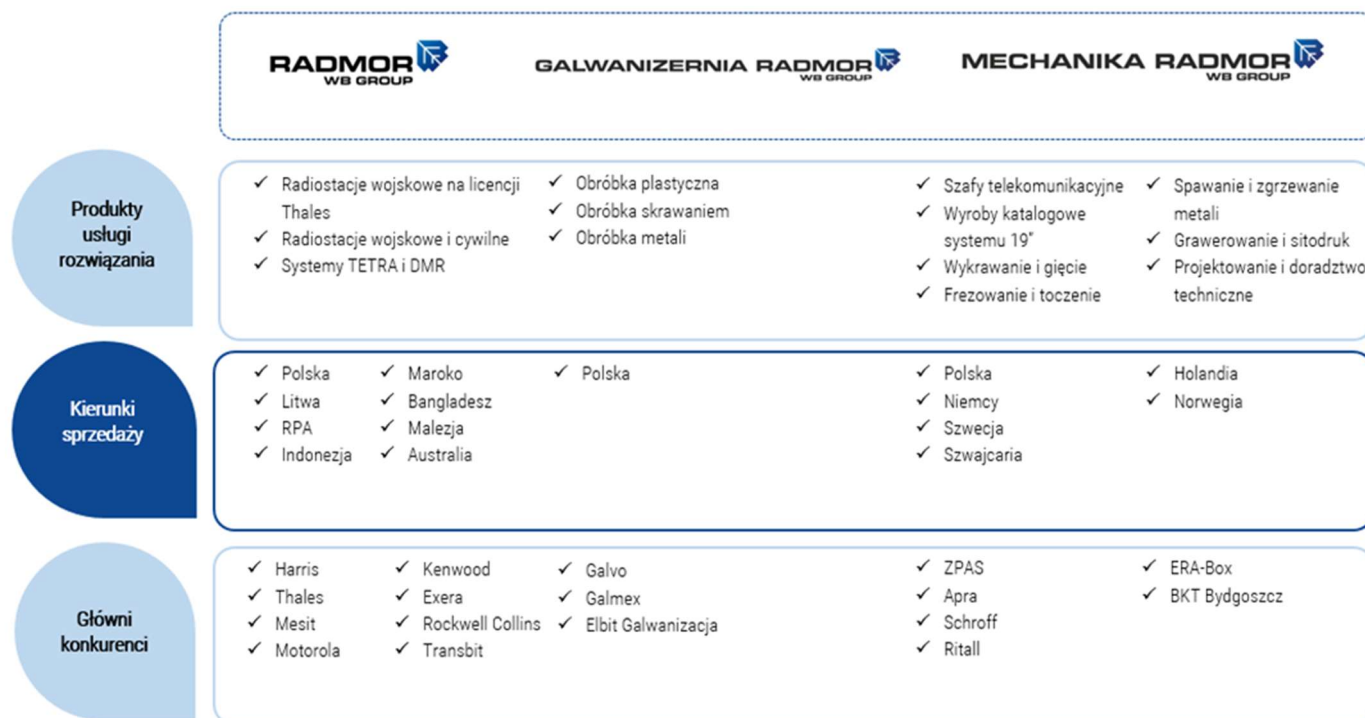 RADMOR
WB GROUP
GALWANIZERNIA RADMOR
WB GROUP
MECHANIKA RADMOR
WB GROUP
Produkty
usługi
rozwiązania
✓ Radiostacje wojskowe na licencji
Thales
✓ Radiostacje wojskowe i cywilne
✓ Systemy TETRA i DMR
✓ Obróbka plastyczna
✓ Obróbka skrawaniem
✓ Obróbka metali
✓ Szafy telekomunikacyjne
✓ Wyroby katalogowe
systemu 19”
✓ Wykrawanie i gięcie
✓ Frezowanie i toczenie
✓ Spawanie i zgrzewanie
metali
✓ Grawerowanie i sitodruk
✓ Projektowanie i doradztwo
techniczne
Kierunki
sprzedaży
✓ Polska
✓ Litwa
✓ RPA
✓ Indonezja
✓ Maroko
✓ Bangladesz
✓ Malezja
✓ Australia
✓ Polska
✓ Polska
✓ Niemcy
✓ Szwecja
✓ Szwajcaria
✓ Holandia
✓ Norwegia
Główni
konkurenci
✓ Harris
✓ Thales
✓ Mesit
✓ Motorola
✓ Kenwood
✓ Exera
✓ Rockwell Collins
✓ Transbit
✓ Galvo
✓ Galmex
✓ Elbit Galwanizacja
✓ ZPAS
✓ Apra
✓ Schroff
✓ Ritall
✓ ERA-Box
✓ BKT Bydgoszcz